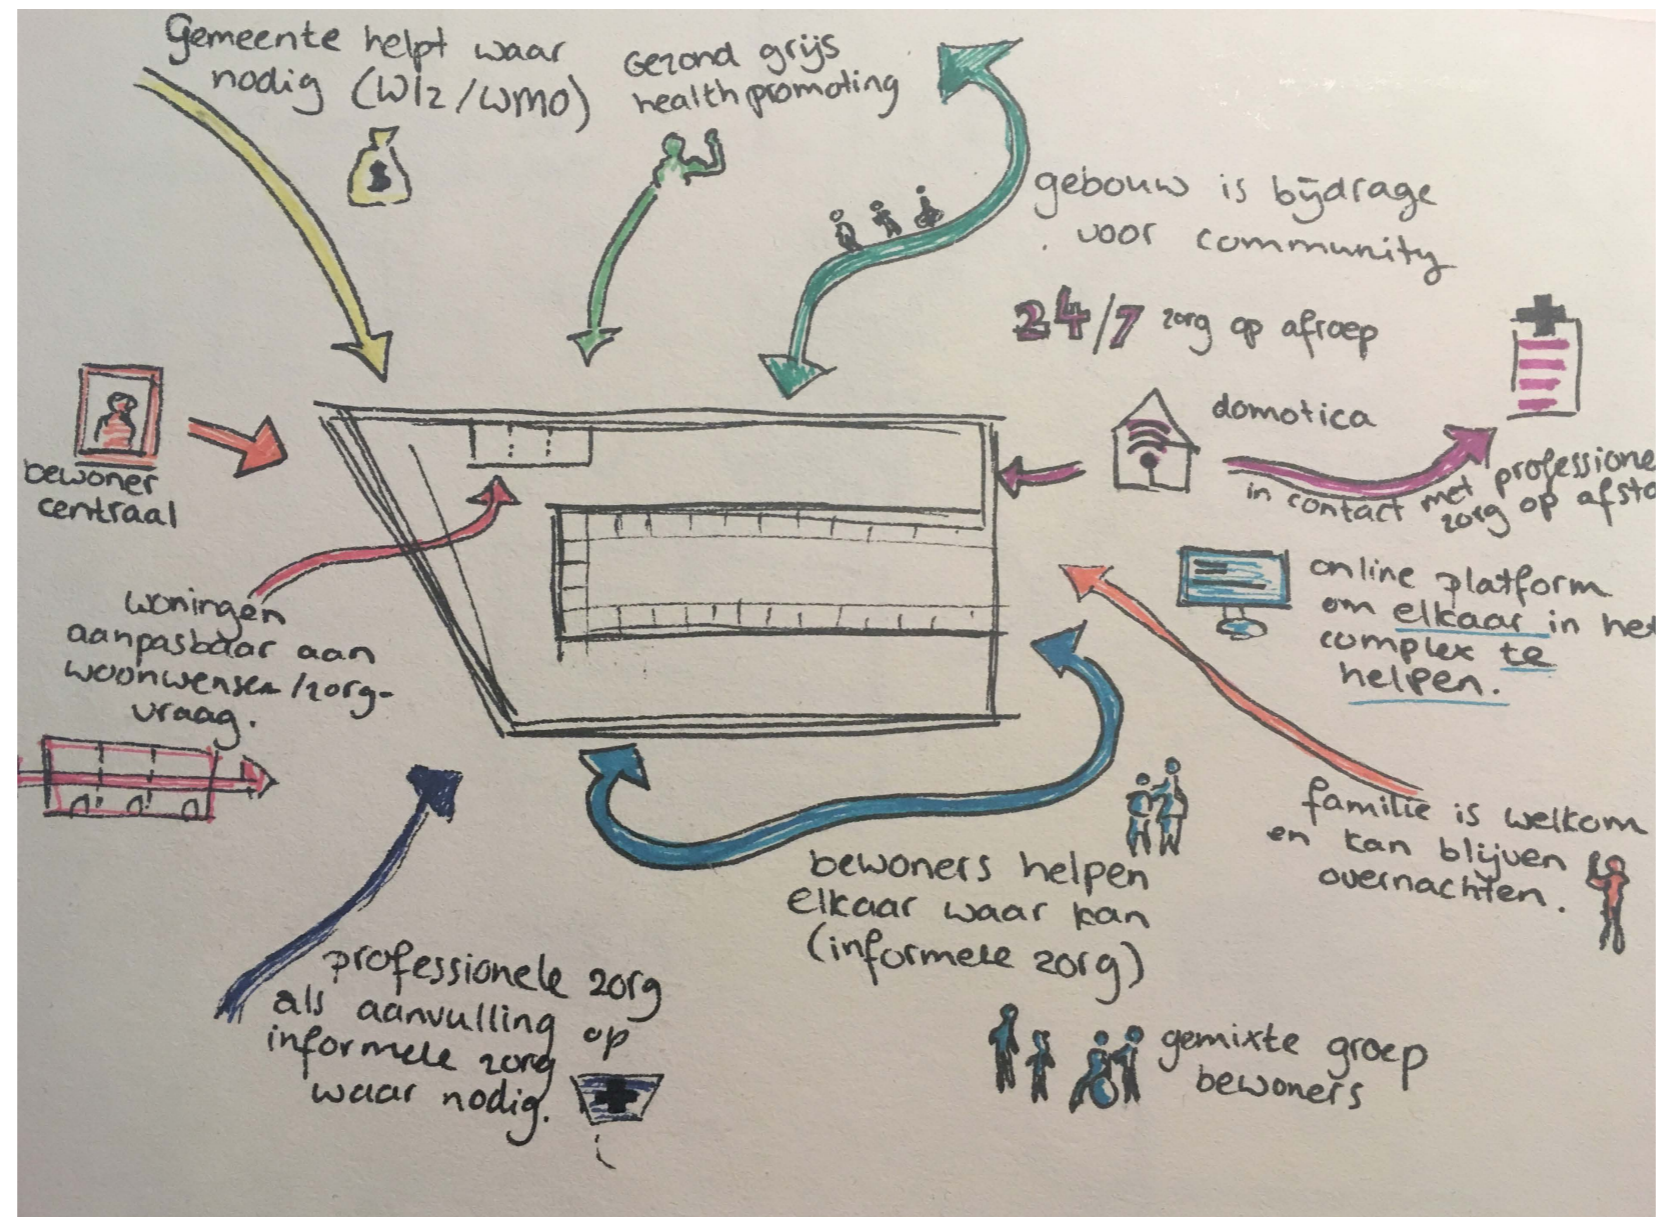 Gemeente helpt waar
nodig (Wlz/WMO)
$
Gezond grijs
healthpromoting
gebouw is bijdrage
voor community
24/7 zorg op afroep
domotica
in contact met professione
zorg op afsta
bewoner
centraal
online platform
om elkaar in het
complex te
helpen.
woningen
aanpasbaar aan
woonwensen/zorg-
vraag.
familie is welkom
en kan blijven
overnachten.
bewoners helpen
elkaar waar kan
(informele zorg)
professionele zorg
als aanvulling op
informele zorg
waar nodig.
gemixte groep
bewoners